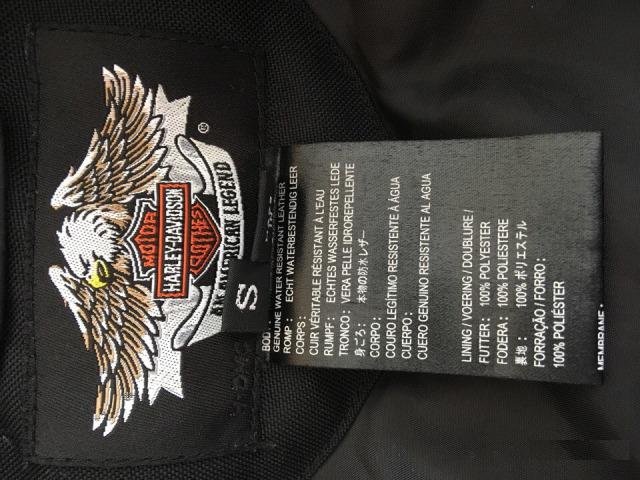 MOTOR
HARLEY-DAVIDSON
CLOTHES
AN AMERICAN LEGEND
®
S
BODY
GENUINE WATER RESISTANT LEATHER
ROMP: ECHT WATERBESTENDIG LEER
CORPS:
CUIR VÉRITABLE RÉSISTANT À L'EAU
RUMPF: ECHTES WASSERFESTES LEDE
TRONCO: VERA PELLE IDROREPELLENTE
身ごろ: 本物の防水レザー
CORPO:
COURO LEGÍTIMO RESISTENTE À ÁGUA
CUERPO:
CUERO GENUINO RESISTENTE AL AGUA
LINING / VOERING / DOUBLURE /
FUTTER: 100% POLYESTER
FODERA: 100% POLIESTERE
裏地: 100% ポリエステル
FORRAÇÃO / FORRO:
100% POLIÉSTER
MEMBRANE: